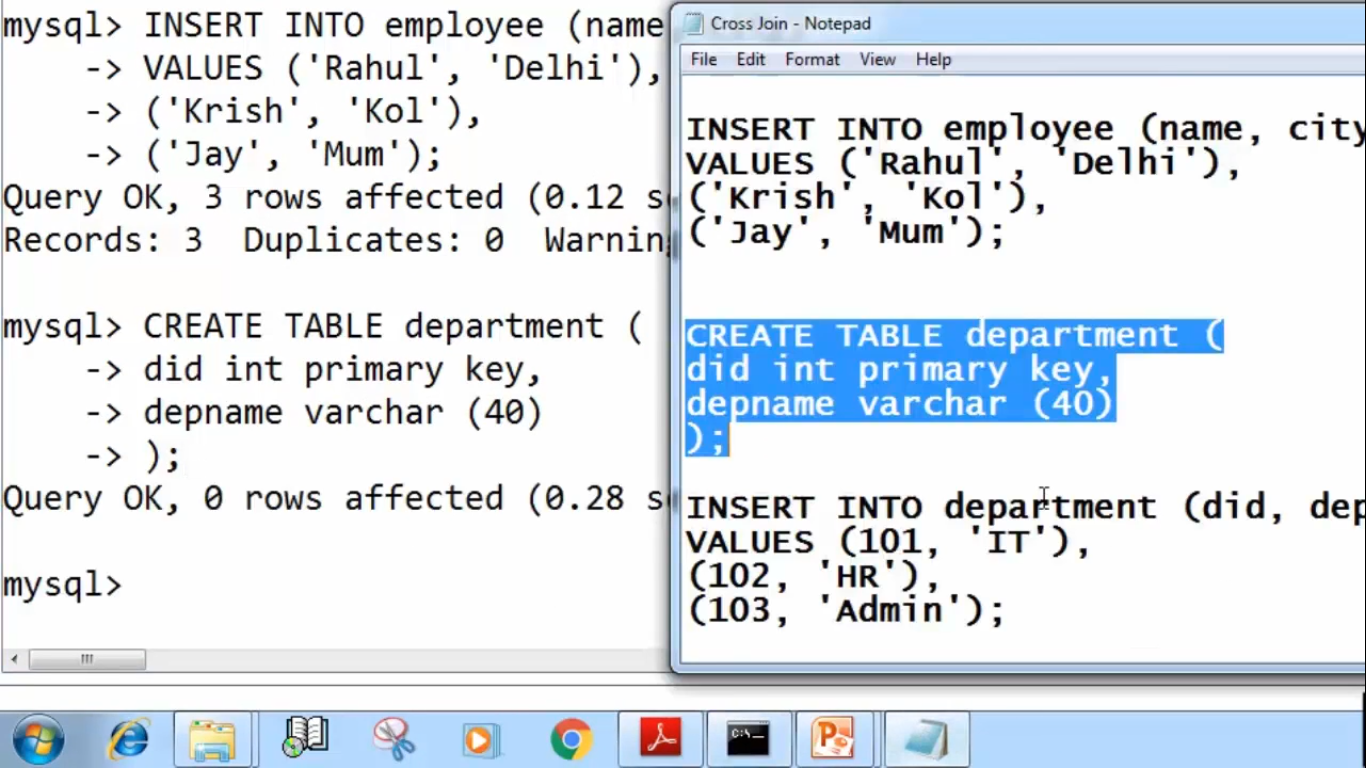 mysql> INSERT INTO employee (name
-> VALUES ('Rahul', 'Delhi'),
-> ('Krish', 'Kol'),
-> ('Jay', 'Mum');
Query OK, 3 rows affected (0.12 s
Records: 3  Duplicates: 0  Warning
mysql> CREATE TABLE department (
-> did int primary key,
-> depname varchar (40)
-> );
Query OK, 0 rows affected (0.28 s
mysql>
Cross Join - Notepad
File Edit Format View Help
INSERT INTO employee (name, city
VALUES ('Rahul', 'Delhi'),
('Krish', 'Kol'),
('Jay', 'Mum');
CREATE TABLE department (
did int primary key,
depname varchar (40)
);
INSERT INTO department (did, dep
VALUES (101, 'IT'),
(102, 'HR'),
(103, 'Admin');
C:\_